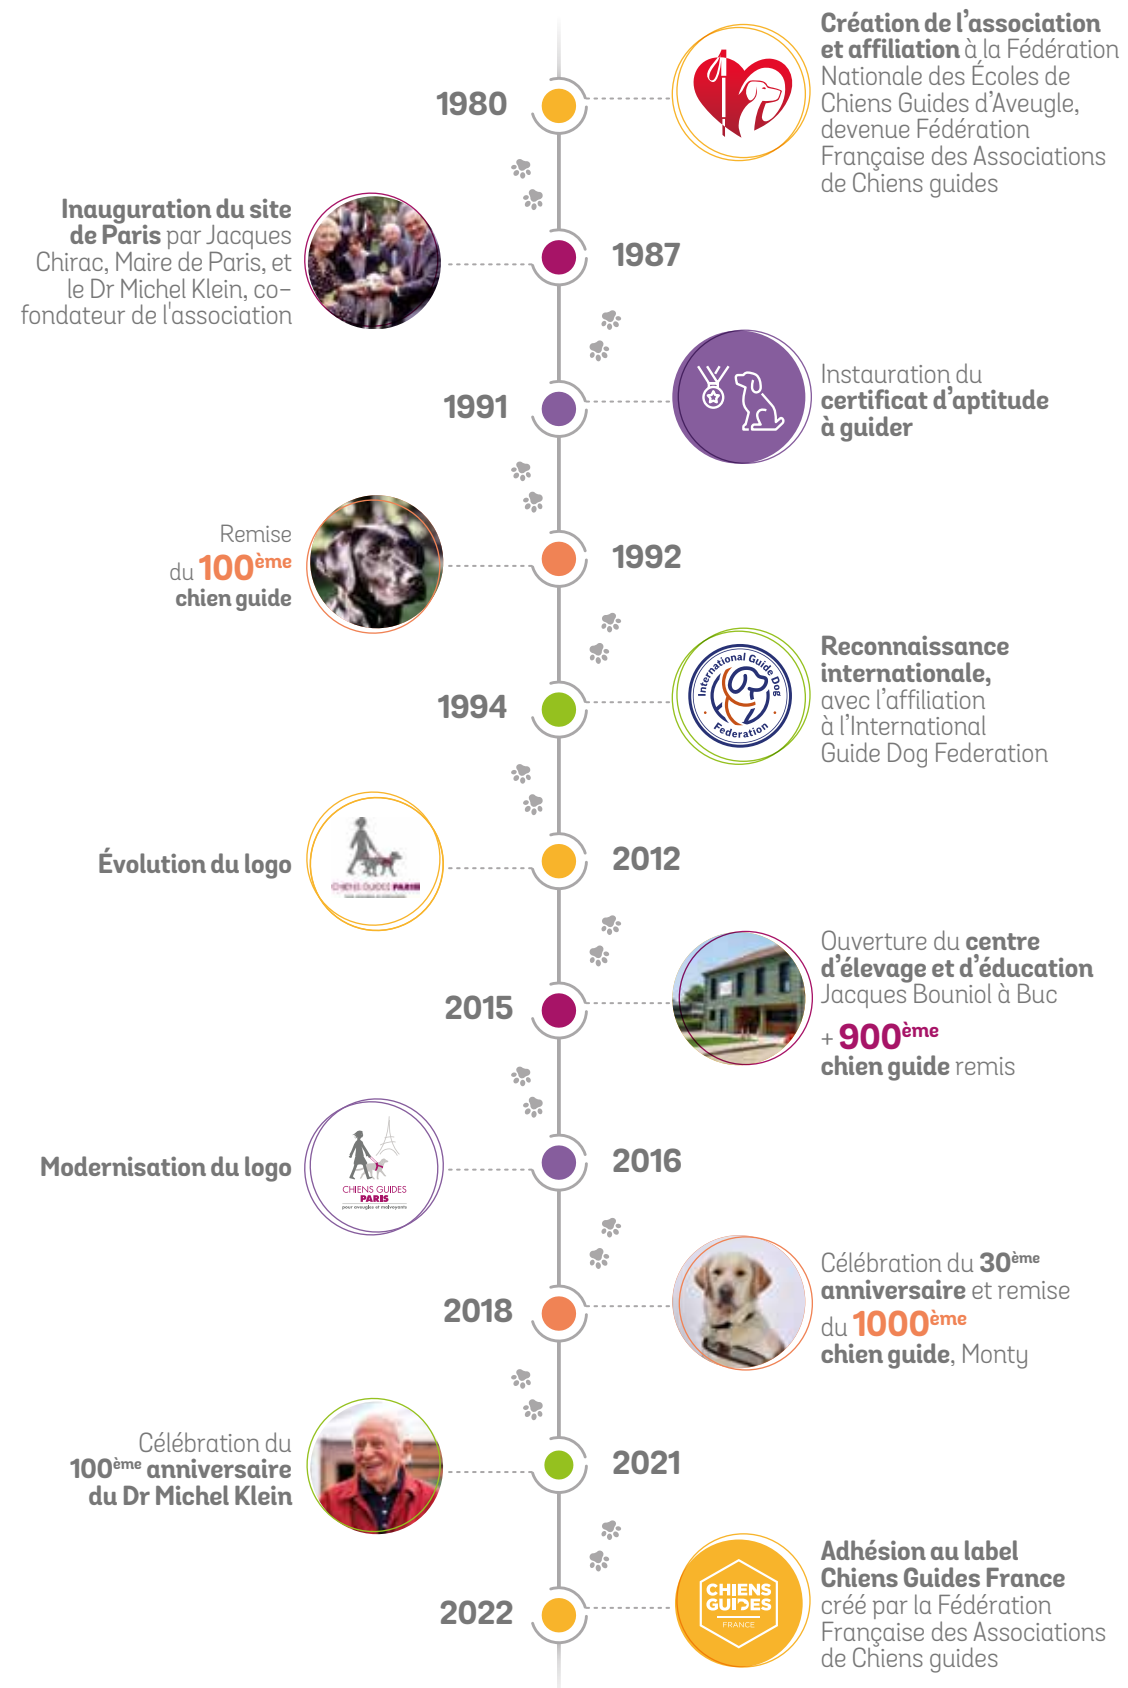 Création de l'association
et affiliation à la Fédération
Nationale des Écoles de
Chiens Guides d'Aveugle,
devenue Fédération
Française des Associations
de Chiens guides
1980
Inauguration du site
de Paris par Jacques
Chirac, Maire de Paris, et
le Dr Michel Klein, co-
fondateur de l'association
1987
Instauration du
certificat d'aptitude
à guider
1991
Remise
du 100ème
chien guide
1992
International Guide Dog
Federation
Reconnaissance
internationale,
avec l'affiliation
à l'International
Guide Dog Federation
1994
Évolution du logo
CHIENS GUIDES PARIS
2012
Ouverture du centre
d'élevage et d'éducation
Jacques Bouniol à Buc
+ 900ème
chien guide remis
2015
Modernisation du logo
CHIENS GUIDES
PARIS
pour aveugles et malvoyants
2016
Célébration du 30ème
anniversaire et remise
du 1000ème
chien guide, Monty
2018
Célébration du
100ème anniversaire
du Dr Michel Klein
2021
CHIENS
GUIDES
FRANCE
Adhésion au label
Chiens Guides France
créé par la Fédération
Française des Associations
de Chiens guides
2022